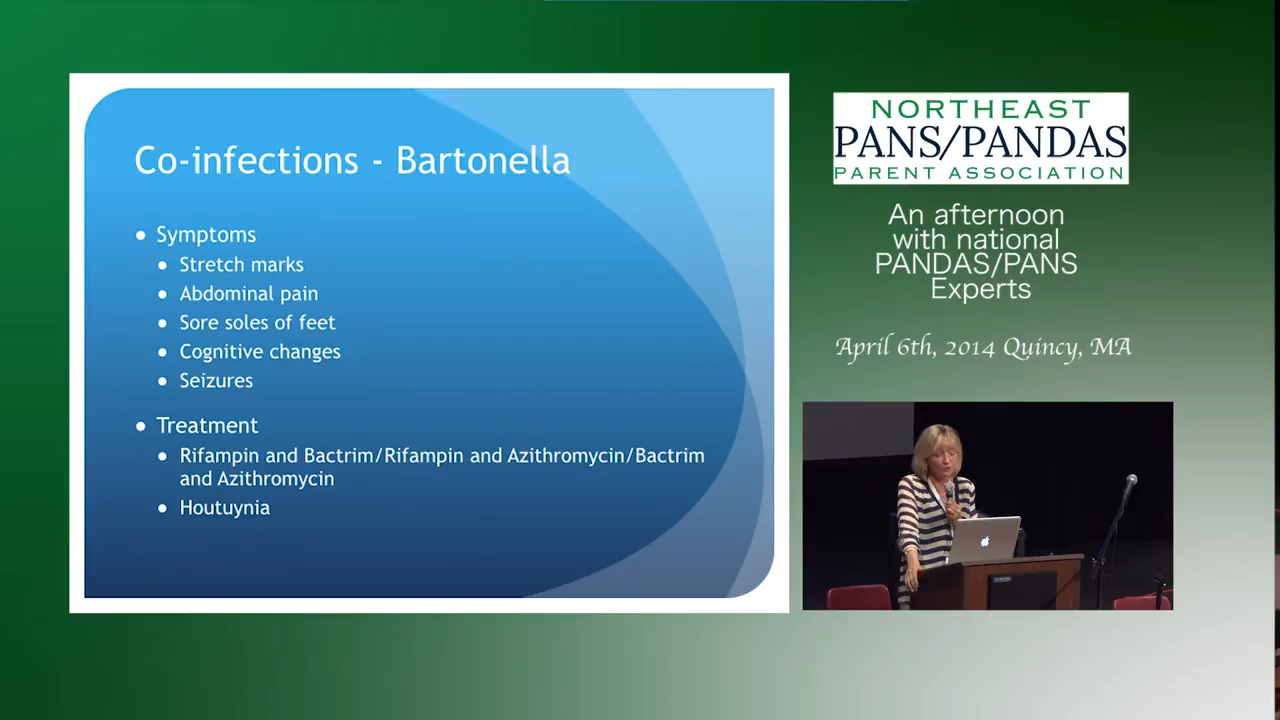 Co-infections - Bartonella
• Symptoms
• Stretch marks
• Abdominal pain
• Sore soles of feet
• Cognitive changes
• Seizures
• Treatment
• Rifampin and Bactrim/Rifampin and Azithromycin/Bactrim
and Azithromycin
• Houtuynia
NORTHEAST
PANS/PANDAS
PARENT ASSOCIATION
An afternoon
with national
PANDAS/PANS
Experts
April 6th, 2014 Quincy, MA